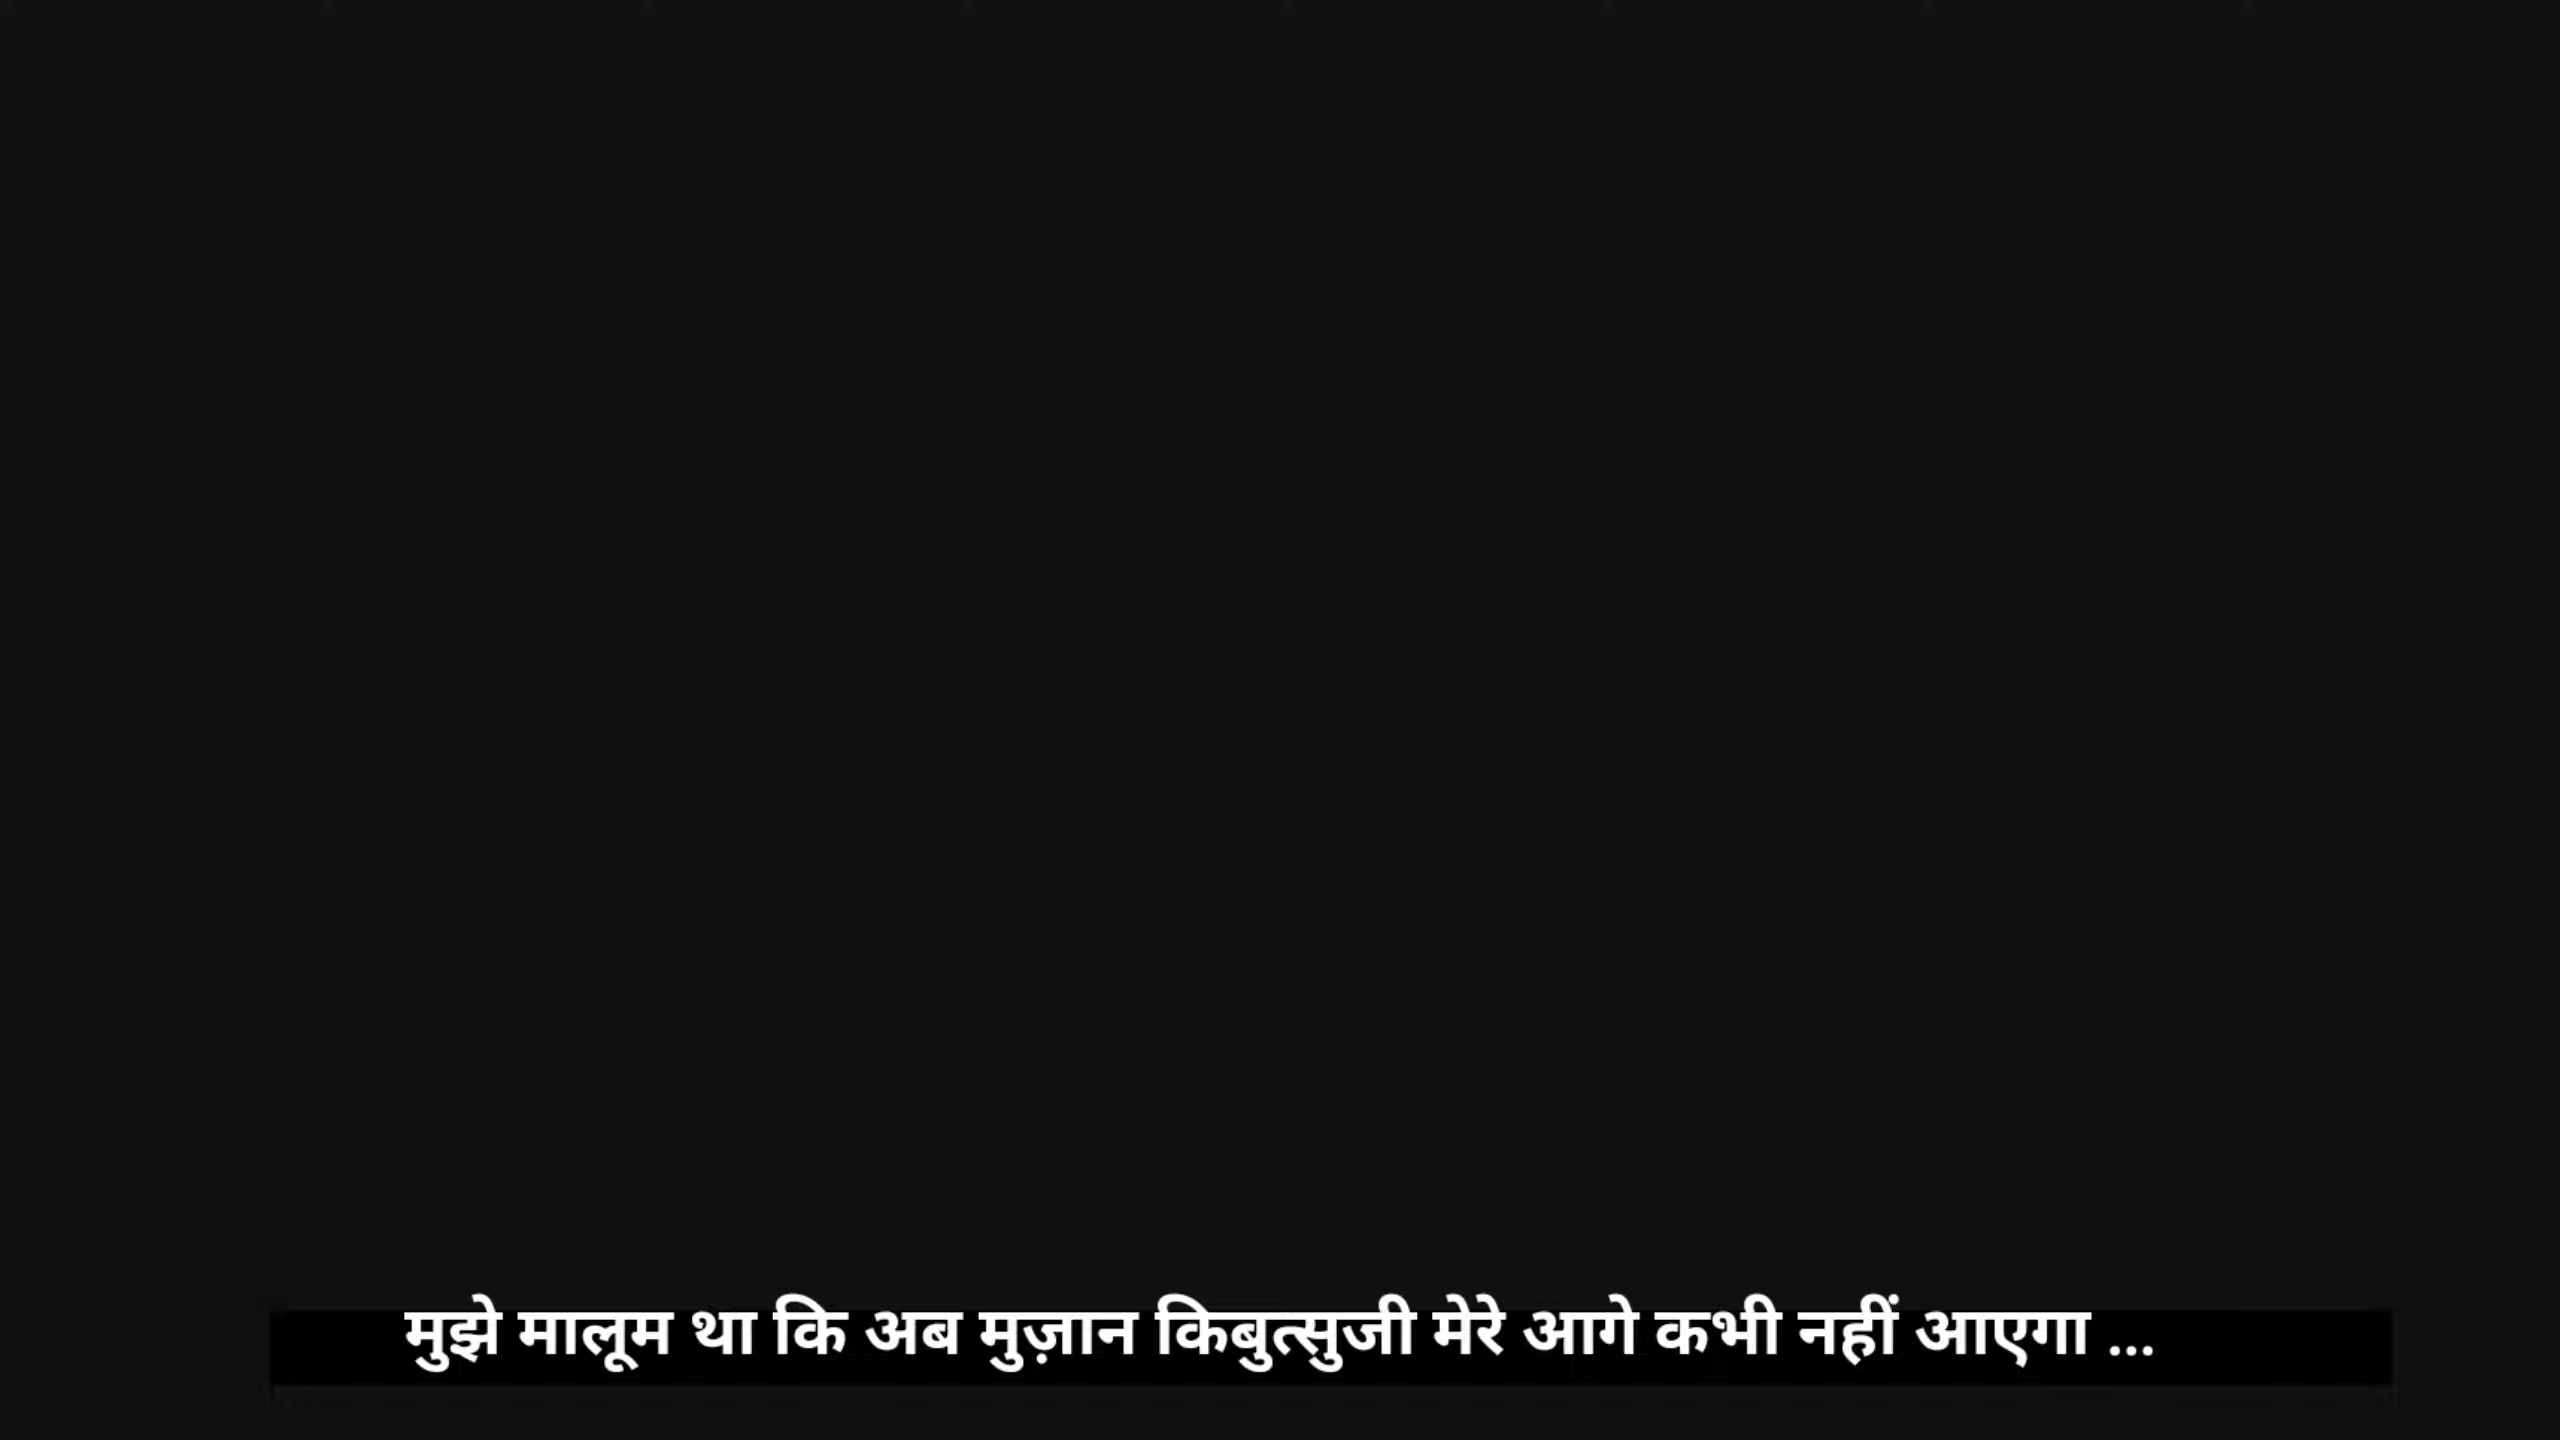 मुझे मालूम था कि अब मुज़ान किबुत्सुजी मेरे आगे कभी नहीं आएगा ...